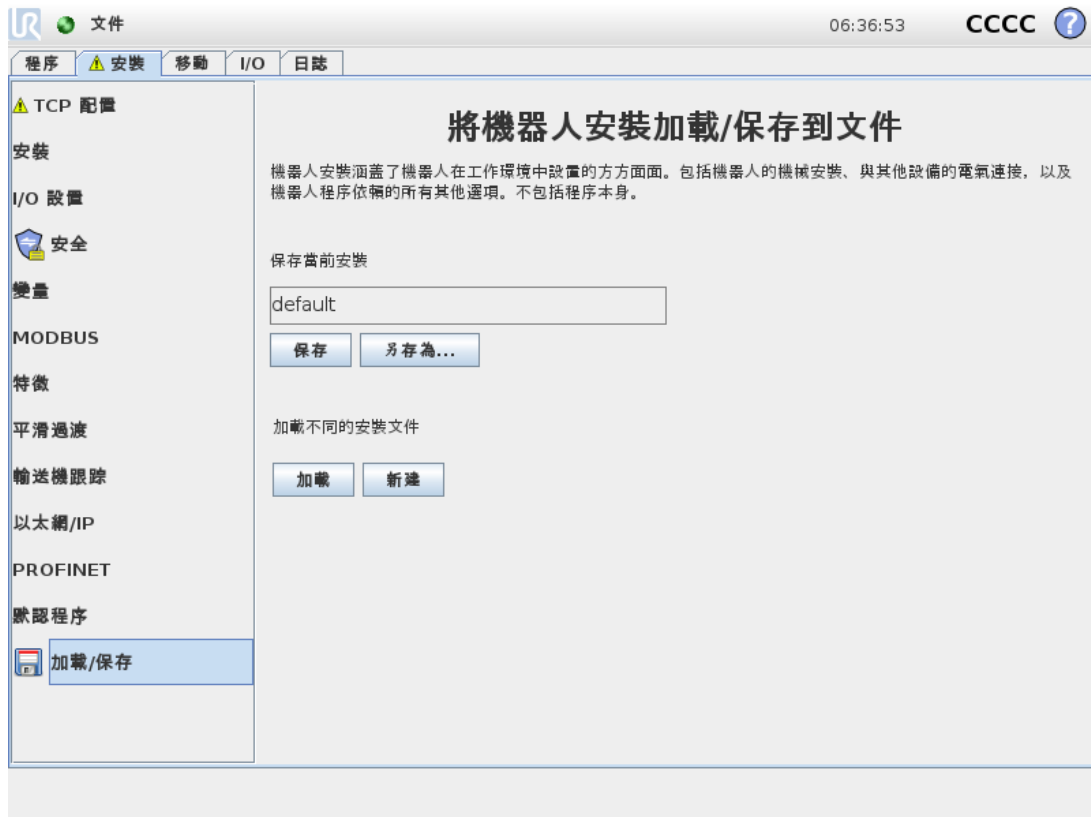 UR 文件 06:36:53 CCCC ?
程序 安裝 移動 I/O 日誌
TCP 配置
安裝
I/O 設置
安全
變量
MODBUS
特徵
平滑過渡
輸送機跟踪
以太網/IP
PROFINET
默認程序
加載/保存
將機器人安裝加載/保存到文件
機器人安裝涵蓋了機器人在工作環境中設置的方方面面。包括機器人的機械安裝、與其他設備的電氣連接，以及
機器人程序依賴的所有其他選項。不包括程序本身。
保存當前安裝
default
保存 另存為...
加載不同的安裝文件
加載 新建